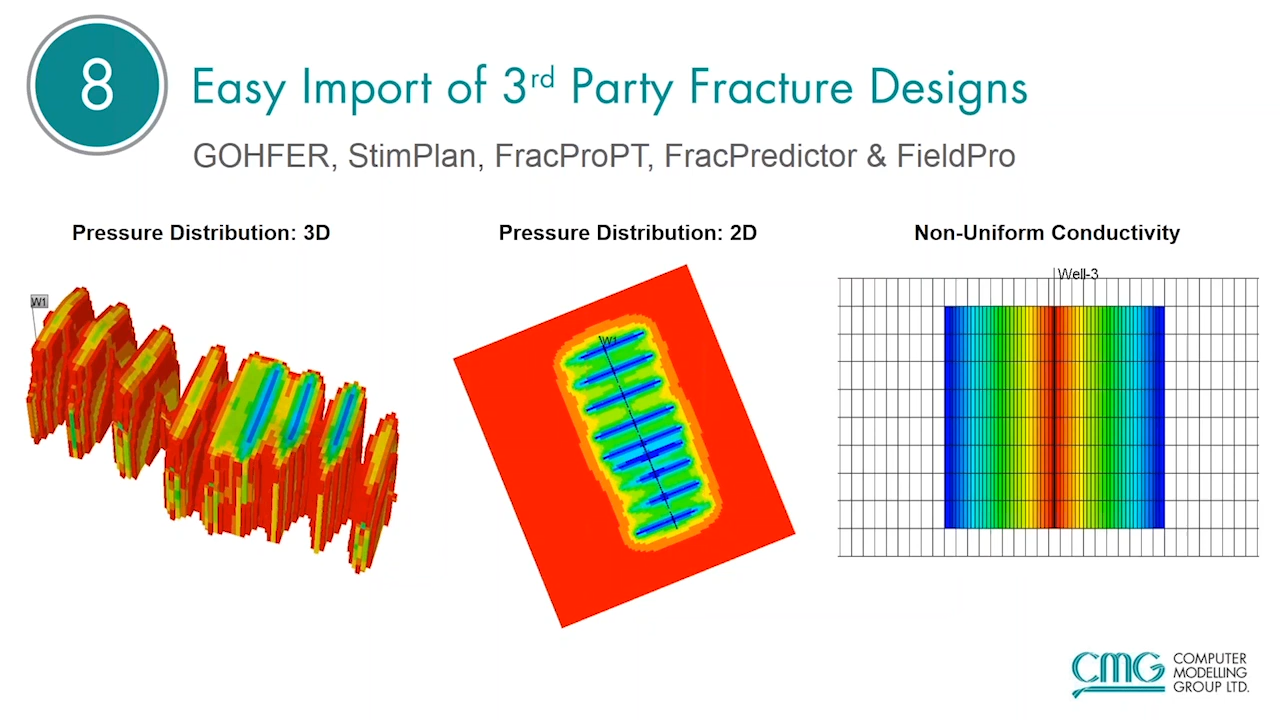 8
Easy Import of 3rd Party Fracture Designs
GOHFER, StimPlan, FracProPT, FracPredictor & FieldPro
Pressure Distribution: 3D
Pressure Distribution: 2D
Non-Uniform Conductivity
W1
W1
Well-3
CMG
COMPUTER
MODELLING
GROUP LTD.